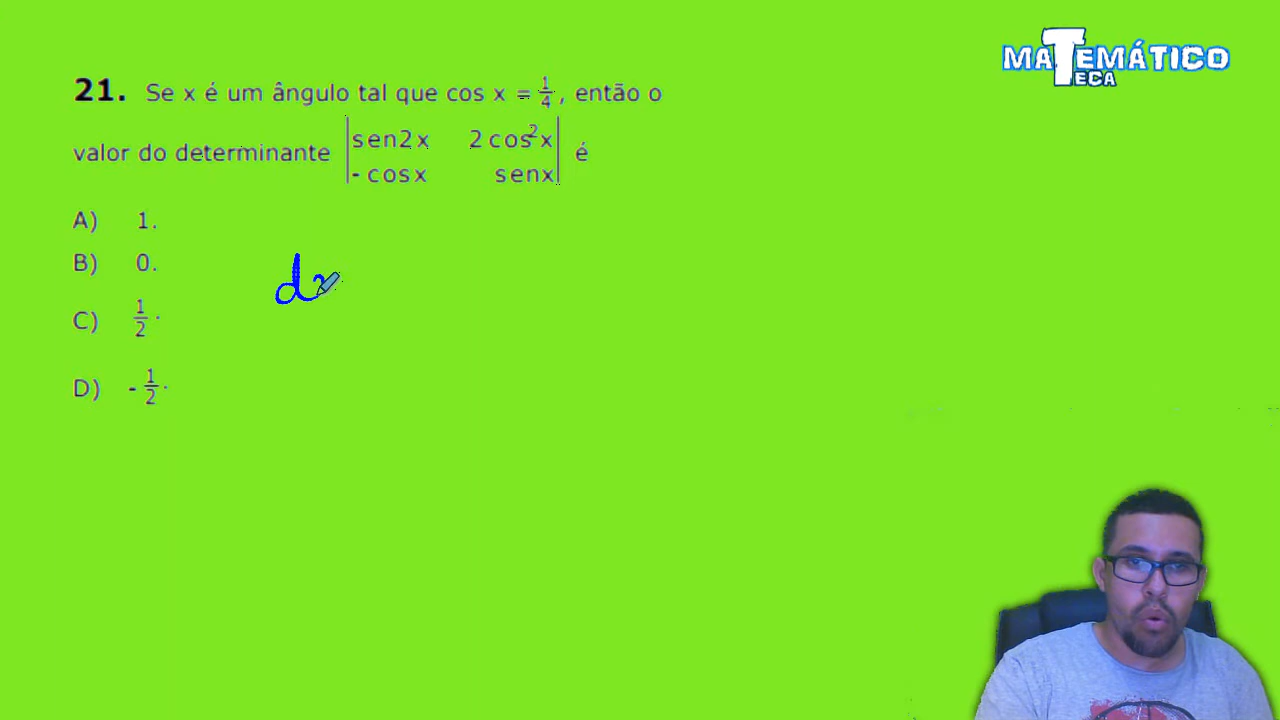 MATEMÁTICO
TECA
21. Se x é um ângulo tal que cos x = 1/4, então o
valor do determinante |sen2x 2cos²x| é
|-cosx senx|
A) 1.
B) 0.
C) 1/2.
D) -1/2.